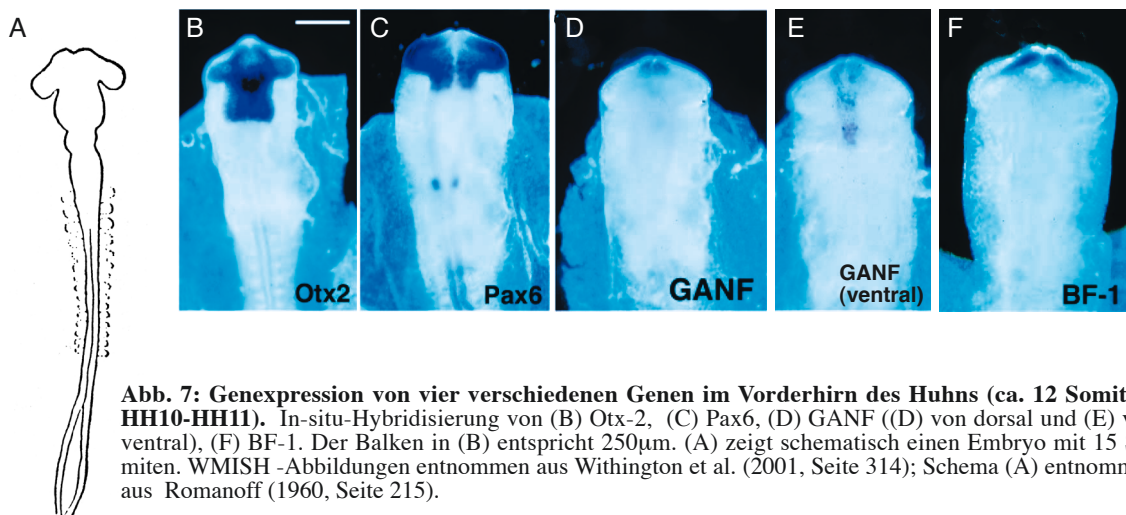 A
B
C
D
E
F
Otx2
Pax6
GANF
GANF
(ventral)
BF-1
Abb. 7: Genexpression von vier verschiedenen Genen im Vorderhirn des Huhns (ca. 12 Somit
HH10-HH11). In-situ-Hybridisierung von (B) Otx-2, (C) Pax6, (D) GANF ((D) von dorsal und (E) v
ventral), (F) BF-1. Der Balken in (B) entspricht 250µm. (A) zeigt schematisch einen Embryo mit 15
miten. WMISH -Abbildungen entnommen aus Withington et al. (2001, Seite 314); Schema (A) entnomm
aus Romanoff (1960, Seite 215).